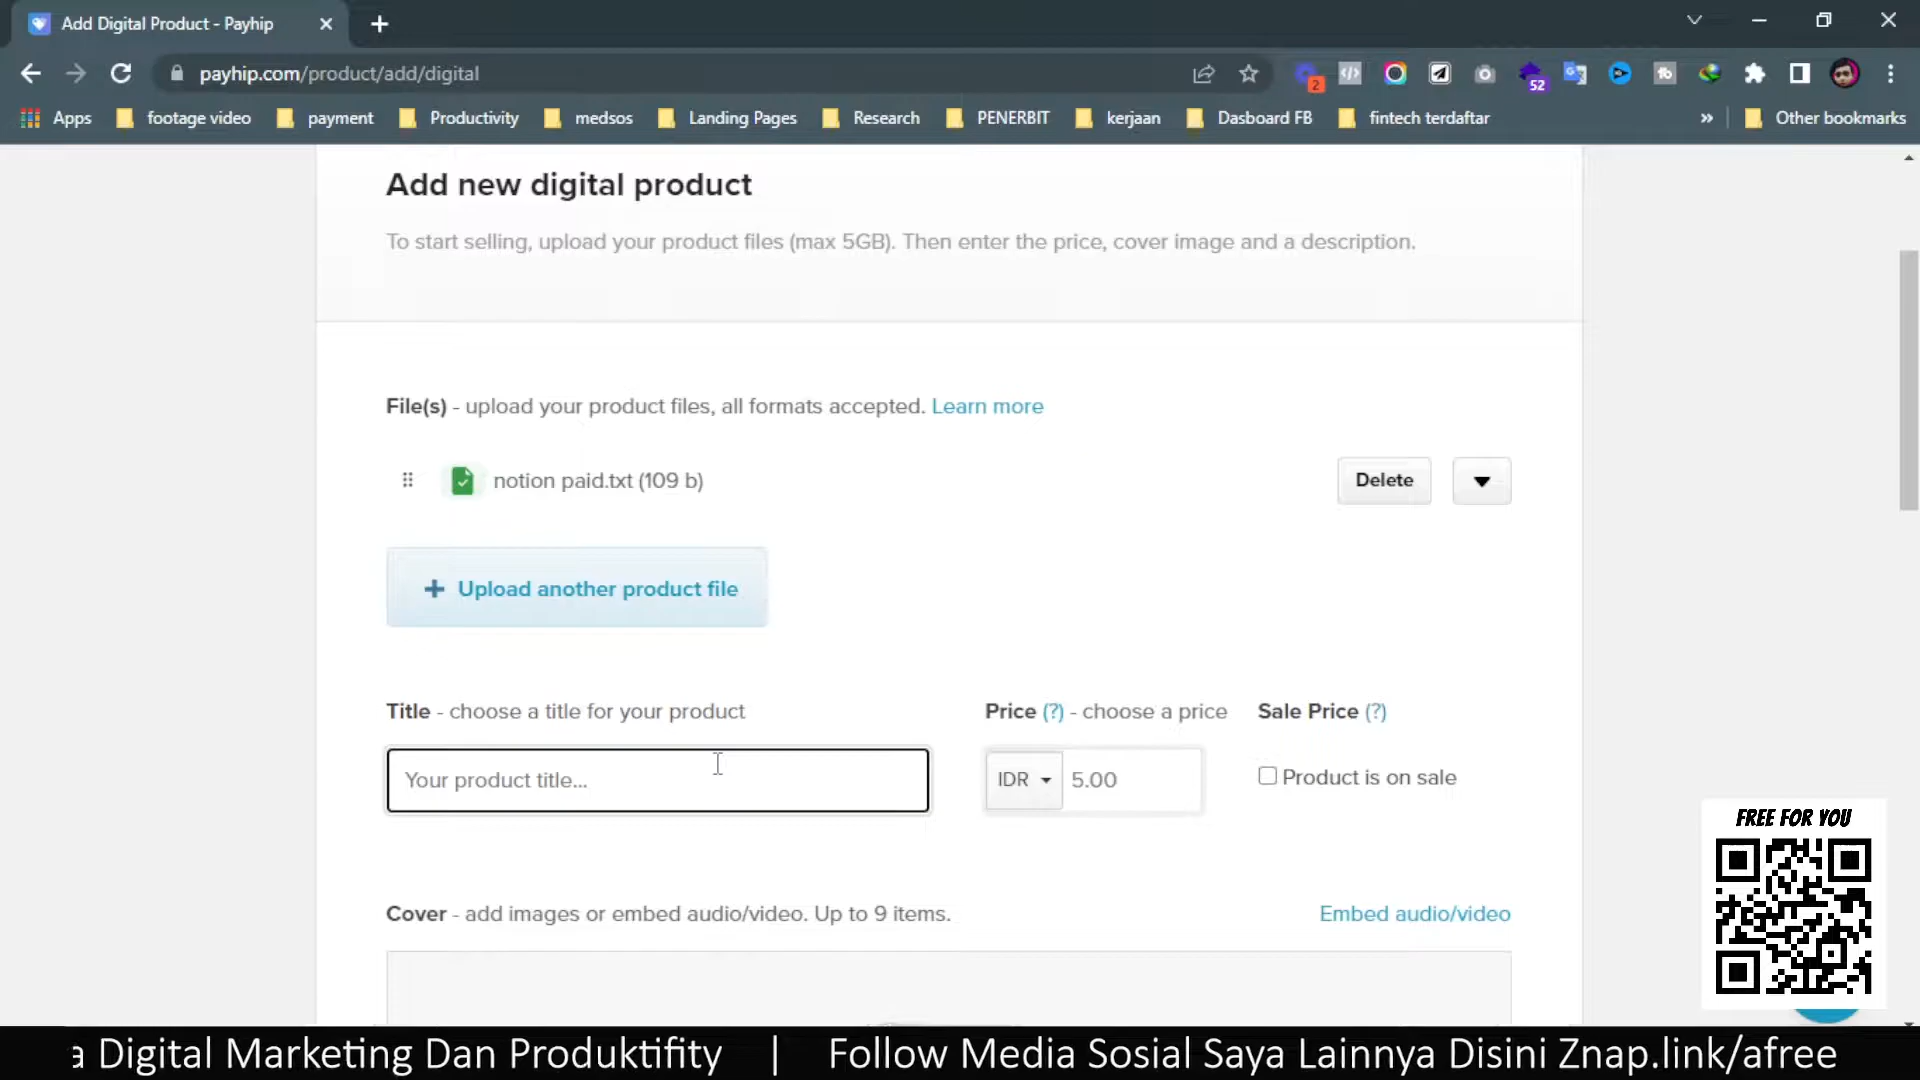 Add Digital Product - Payhip
payhip.com/product/add/digital
2
52
Apps footage video payment Productivity medsos Landing Pages Research PENERBIT kerjaan Dasboard FB fintech terdaftar » Other bookmarks
Add new digital product
To start selling, upload your product files (max 5GB). Then enter the price, cover image and a description.
File(s) - upload your product files, all formats accepted. Learn more
notion paid.txt (109 b) Delete
+ Upload another product file
Title - choose a title for your product Price (?) - choose a price Sale Price (?)
Your product title... IDR 5.00 Product is on sale
FREE FOR YOU
Cover - add images or embed audio/video. Up to 9 items. Embed audio/video
a Digital Marketing Dan Produktifity | Follow Media Sosial Saya Lainnya Disini Znap.link/afree